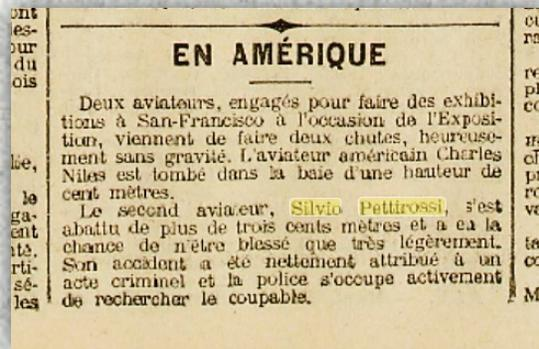 EN AMÉRIQUE
Deux aviateurs, engagés pour faire des exhibi-
tions à San-Francisco à l'occasion de l'Exposi-
tion, viennent de faire deux chutes, heureuse-
ment sans gravité. L'aviateur américain Charles
Niles est tombé dans la baie d'une hauteur de
cent mètres.
Le second aviateur, Silvio Pettirossi, s'est
abattu de plus de trois cents mètres et a eu la
chance de n'être blessé que très légèrement.
Son accident a été nettement attribué à un
acte criminel et la police s'occupe activement
de rechercher le coupable.